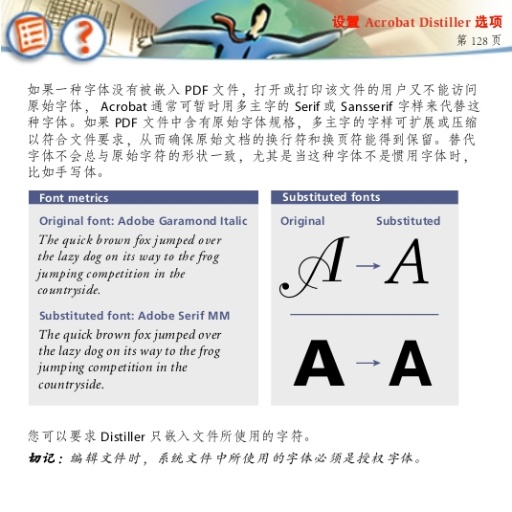 设置 Acrobat Distiller 选项
第 128 页
如果一种字体没有被嵌入 PDF 文件，打开或打印该文件的用户又不能访问
原始字体， Acrobat 通常可暂时用多主字的 Serif 或 Sansserif 字样来代替这
种字体。如果 PDF 文件中含有原始字体规格，多主字的字样可扩展或压缩
以符合文件要求，从而确保原始文档的换行符和换页符能得到保留。替代
字体不会总与原始字符的形状一致，尤其是当这种字体不是惯用字体时，
比如手写体。
Font metrics
Original font: Adobe Garamond Italic
The quick brown fox jumped over
the lazy dog on its way to the frog
jumping competition in the
countryside.
Substituted font: Adobe Serif MM
The quick brown fox jumped over
the lazy dog on its way to the frog
jumping competition in the
countryside.
Substituted fonts
Original Substituted
A → A
A → A
您可以要求 Distiller 只嵌入文件所使用的字符。
切记：编辑文件时，系统文件中所使用的字体必须是授权字体。